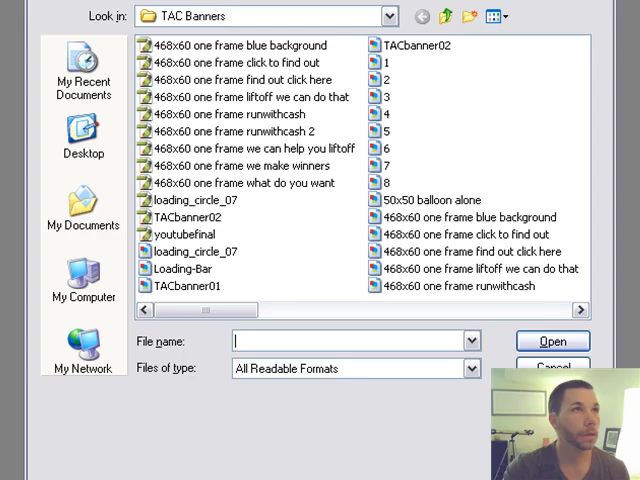 Look in: TAC Banners
My Recent
Documents
Desktop
My Documents
My Computer
My Network
468x60 one frame blue background
468x60 one frame click to find out
468x60 one frame find out click here
468x60 one frame liftoff we can do that
468x60 one frame runwithcash
468x60 one frame runwithcash 2
468x60 one frame we can help you liftoff
468x60 one frame we make winners
468x60 one frame what do you want
loading_circle_07
TACbanner02
youtubefinal
loading_circle_07
Loading-Bar
TACbanner01
TACbanner02
1
2
3
4
5
6
7
8
50x50 balloon alone
468x60 one frame blue background
468x60 one frame click to find out
468x60 one frame find out click here
468x60 one frame liftoff we can do that
468x60 one frame runwithcash
File name:
Open
Files of type: All Readable Formats
Cancel